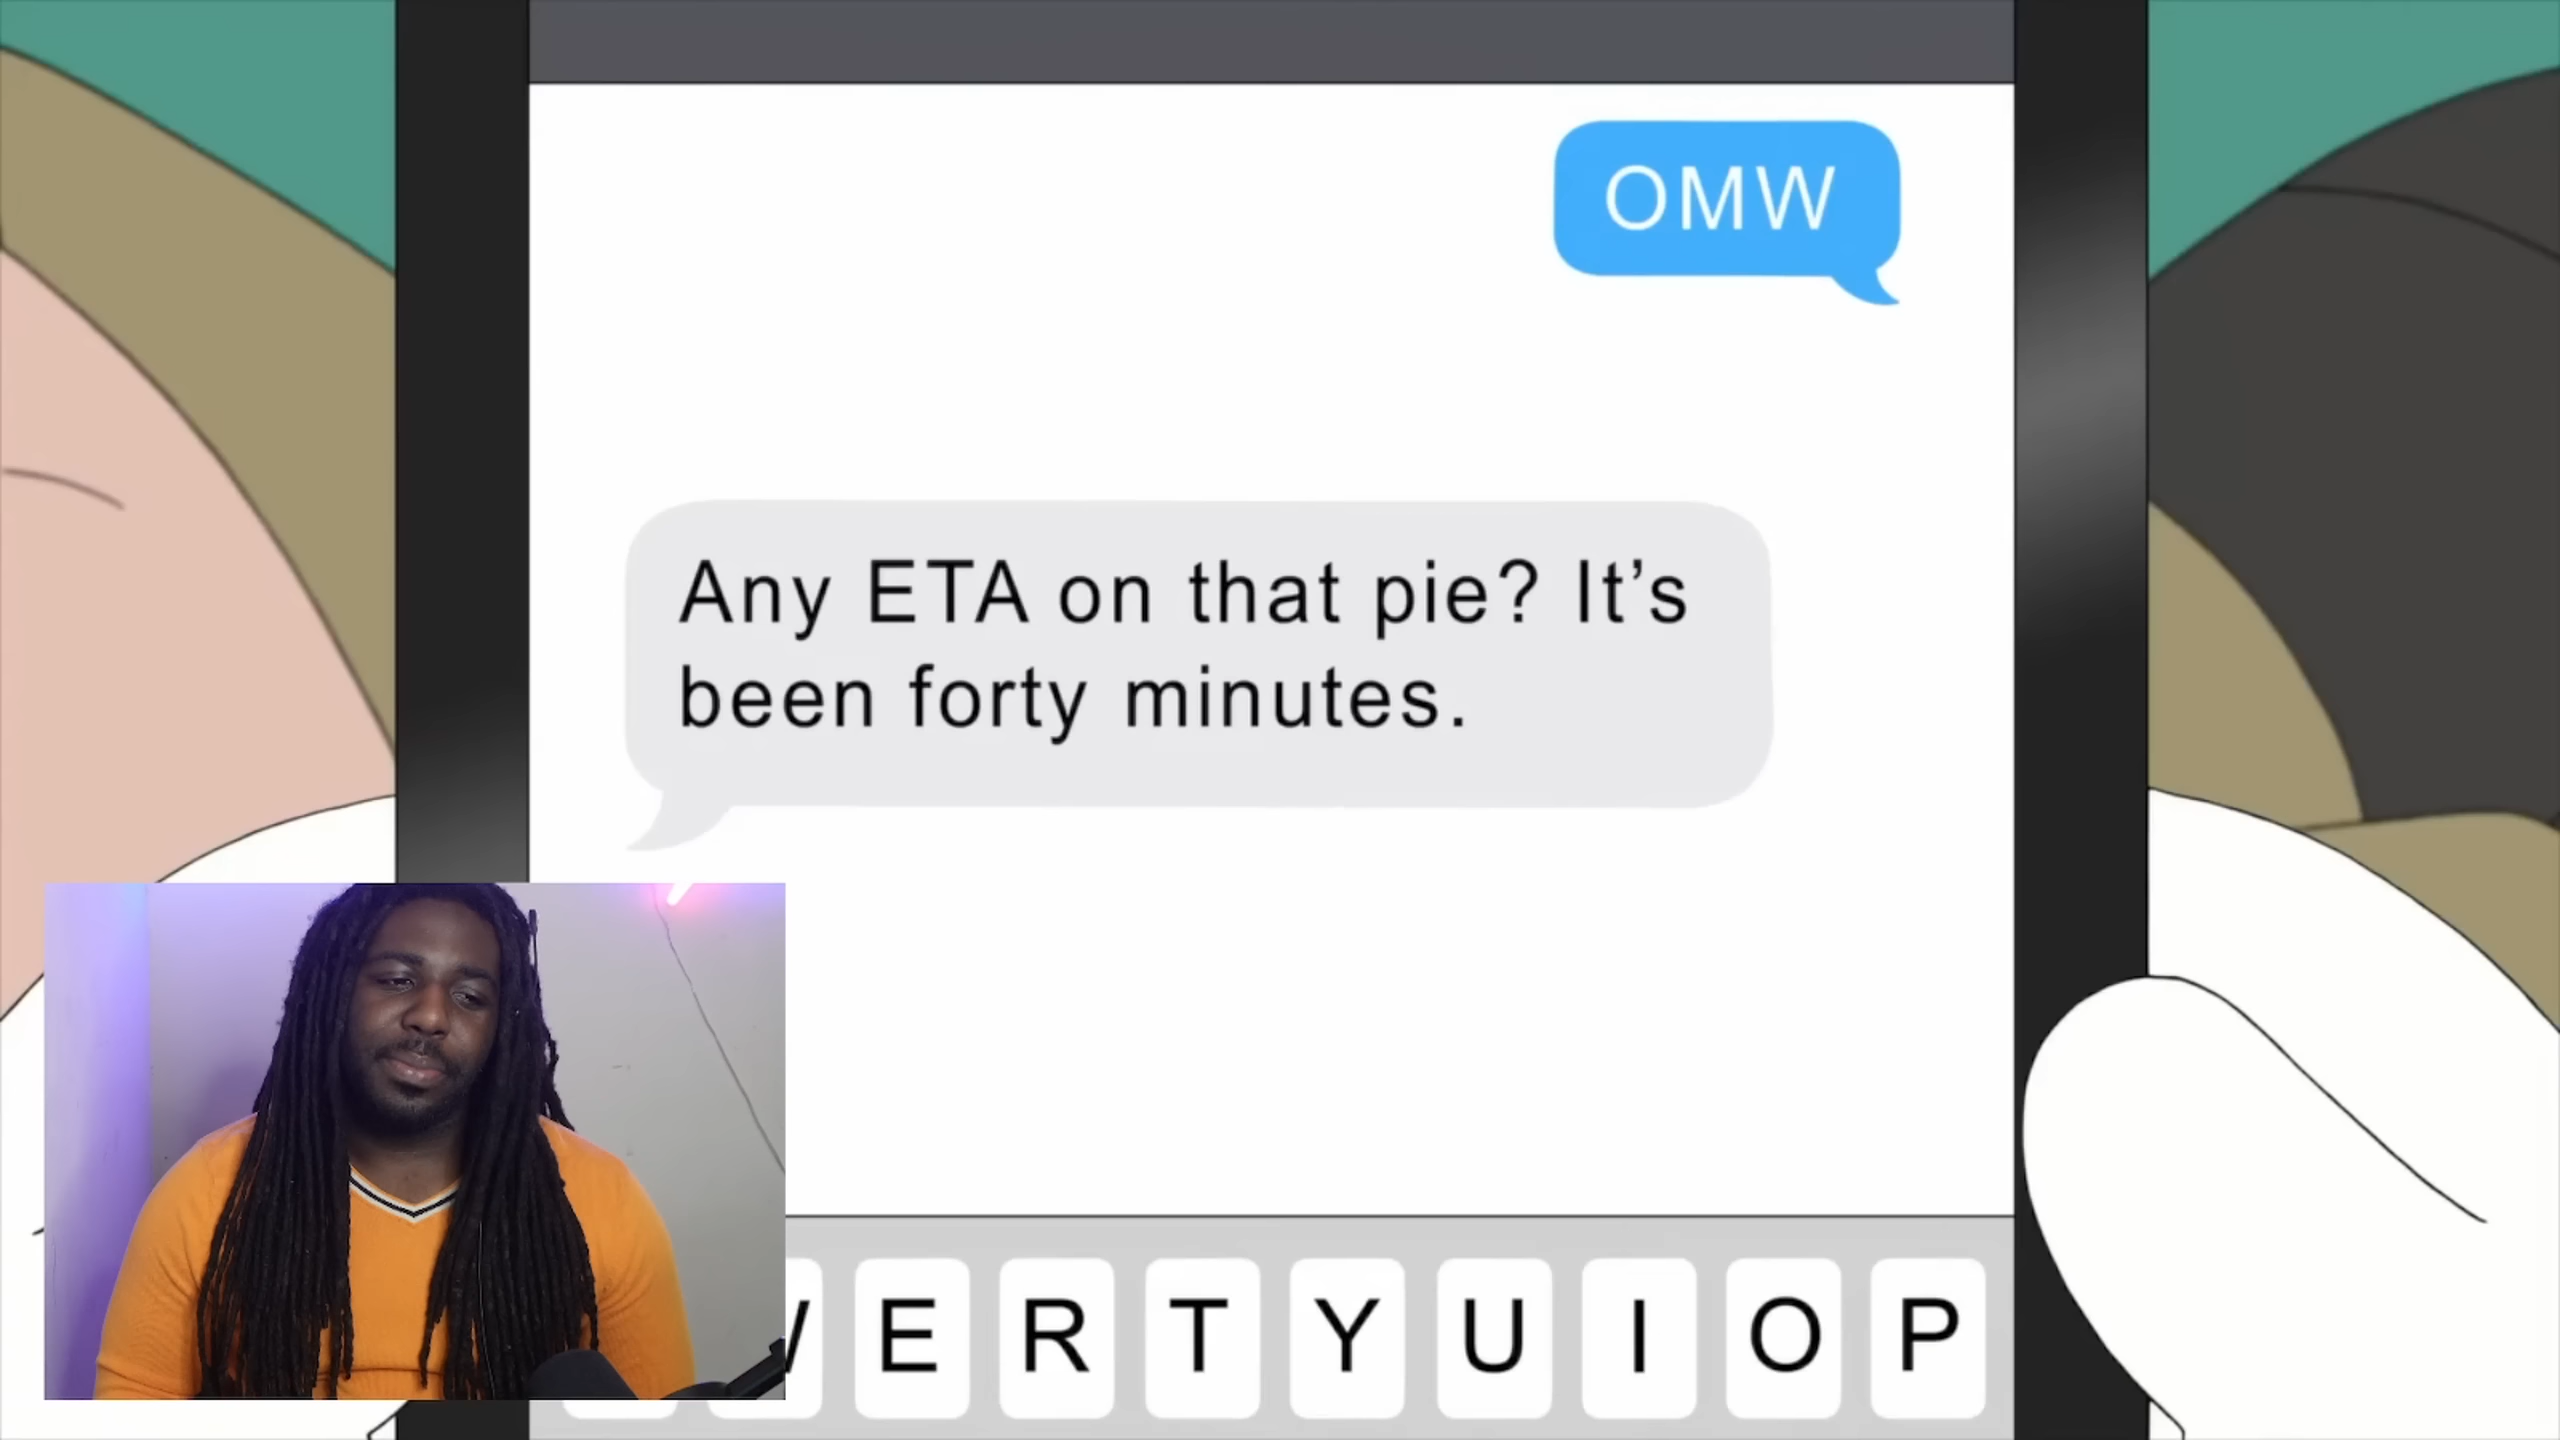 OMW
Any ETA on that pie? It’s
been forty minutes.
E R T Y U I O P